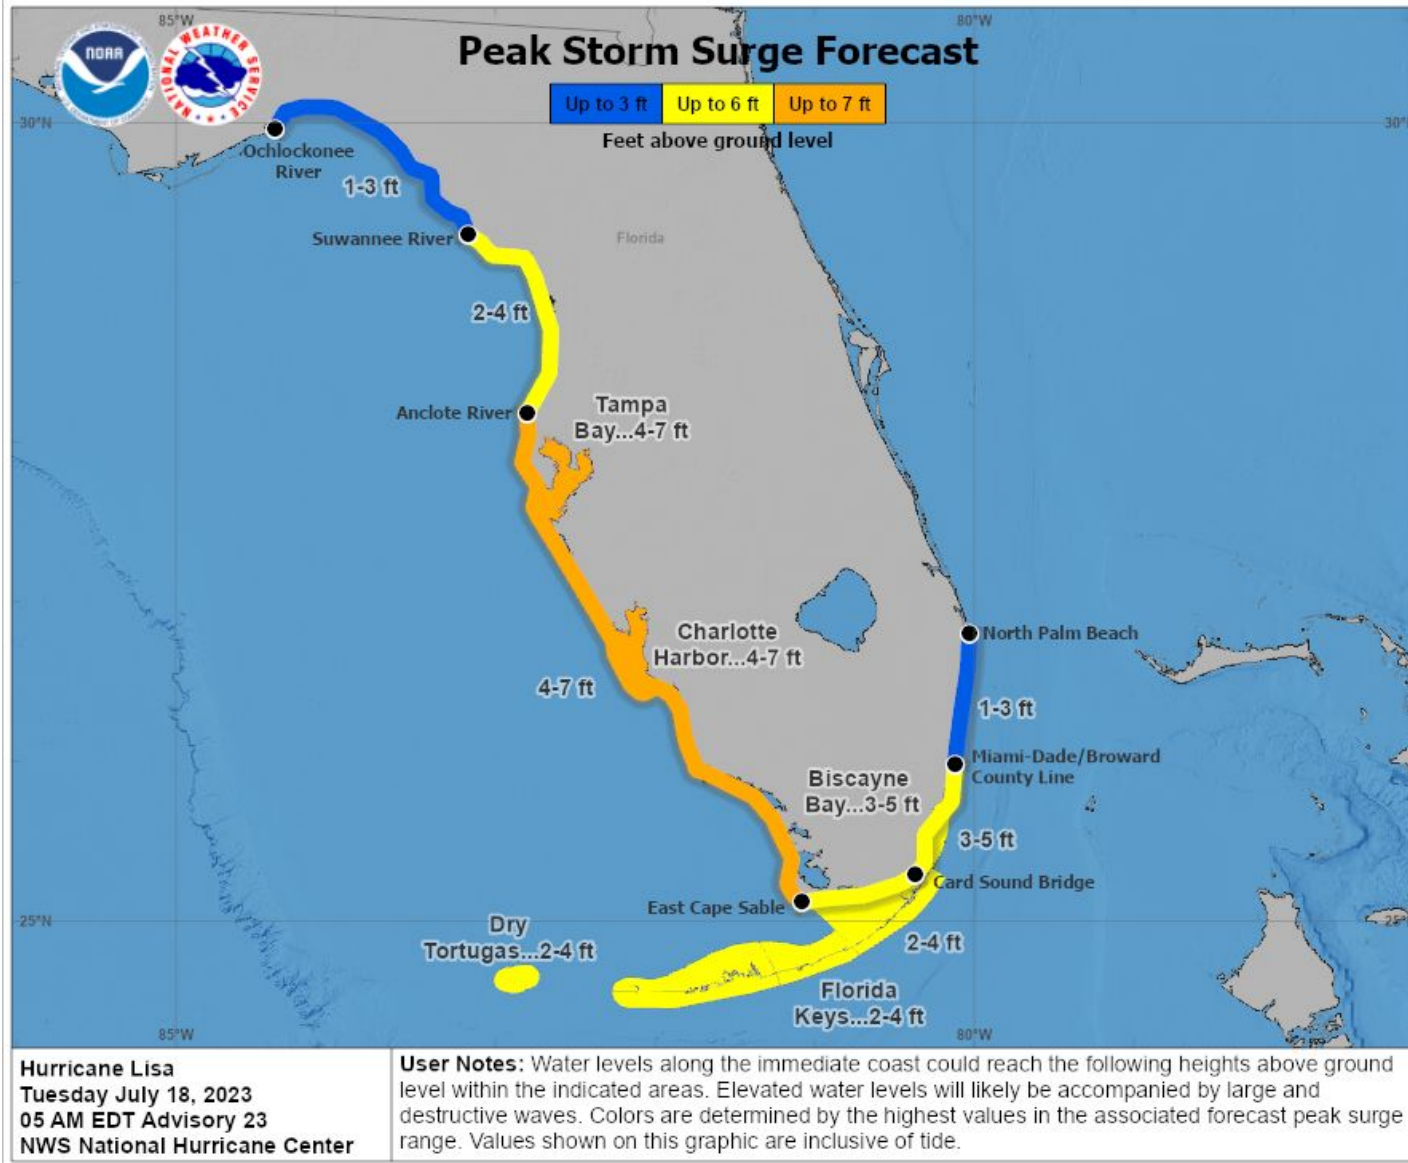 85°W
80°W
NOAA
NATIONAL WEATHER SERVICE
Peak Storm Surge Forecast
Up to 3 ft
Up to 6 ft
Up to 7 ft
Feet above ground level
30°N
30°
Ochlockonee
River
1-3 ft
Suwannee River
Florida
2-4 ft
Anclote River
Tampa
Bay...4-7 ft
Charlotte
Harbor...4-7 ft
4-7 ft
North Palm Beach
1-3 ft
Miami-Dade/Broward
County Line
Biscayne
Bay...3-5 ft
3-5 ft
Card Sound Bridge
East Cape Sable
25°N
25°
Dry
Tortugas...2-4 ft
2-4 ft
Florida
Keys...2-4 ft
85°W
80°W
Hurricane Lisa
Tuesday July 18, 2023
05 AM EDT Advisory 23
NWS National Hurricane Center
User Notes: Water levels along the immediate coast could reach the following heights above ground
level within the indicated areas. Elevated water levels will likely be accompanied by large and
destructive waves. Colors are determined by the highest values in the associated forecast peak surge
range. Values shown on this graphic are inclusive of tide.